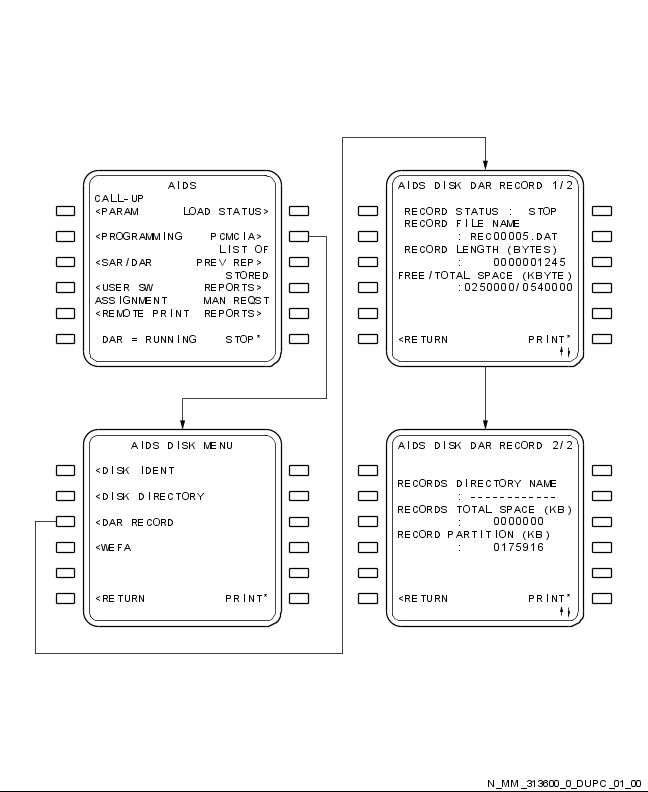 AIDS
CALL-UP
<PARAM LOAD STATUS>
<PROGRAMMING PCMCIA>
LIST OF
<SAR/DAR PREV REP>
STORED
<USER SW REPORTS>
ASSIGNMENT MAN REQST
<REMOTE PRINT REPORTS>
DAR = RUNNING STOP*
AIDS DISK MENU
<DISK IDENT
<DISK DIRECTORY
<DAR RECORD
<WEFA
<RETURN PRINT*
AIDS DISK DAR RECORD 1/2
RECORD STATUS : STOP
RECORD FILE NAME
: REC00005.DAT
RECORD LENGTH (BYTES)
: 0000001245
FREE/TOTAL SPACE (KBYTE)
:0250000/0540000
<RETURN PRINT*
AIDS DISK DAR RECORD 2/2
RECORDS DIRECTORY NAME
: ------------
RECORDS TOTAL SPACE (KB)
: 0000000
RECORD PARTITION (KB)
: 0175916
<RETURN PRINT*
N_MM_313600_0_DUPC_01_00